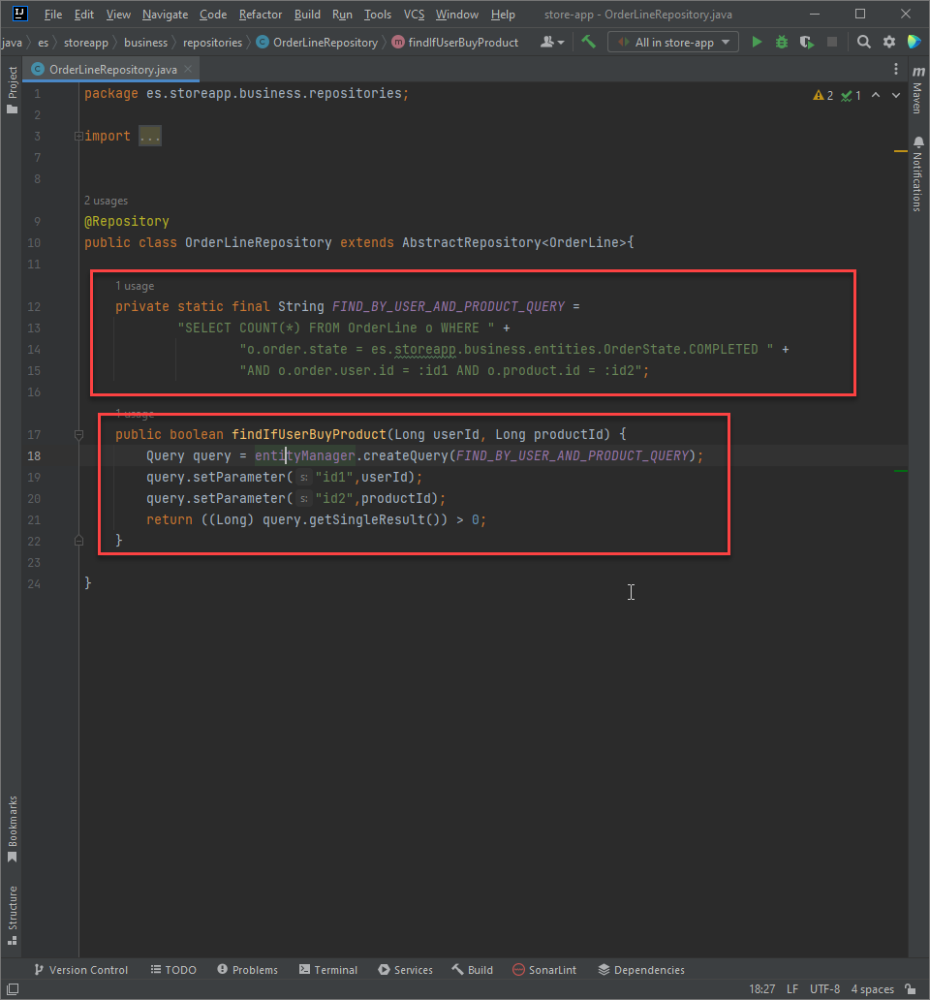 File Edit View Navigate Code Refactor Build Run Tools VCS Window Help store-app - OrderLineRepository.java
java es storeapp business repositories OrderLineRepository findIfUserBuyProduct All in store-app
OrderLineRepository.java
Project
m Maven
Notifications
2 1
1 package es.storeapp.business.repositories;
2
3 import ...
7
8
2 usages
9 @Repository
10 public class OrderLineRepository extends AbstractRepository<OrderLine>{
11
1 usage
12 private static final String FIND_BY_USER_AND_PRODUCT_QUERY =
13 "SELECT COUNT(*) FROM OrderLine o WHERE " +
14 "o.order.state = es.storeapp.business.entities.OrderState.COMPLETED " +
15 "AND o.order.user.id = :id1 AND o.product.id = :id2";
16
1 usage
17 public boolean findIfUserBuyProduct(Long userId, Long productId) {
18 Query query = entityManager.createQuery(FIND_BY_USER_AND_PRODUCT_QUERY);
19 query.setParameter( s: "id1",userId);
20 query.setParameter( s: "id2",productId);
21 return ((Long) query.getSingleResult()) > 0;
22 }
23
24 }
Bookmarks
Structure
Version Control TODO Problems Terminal Services Build SonarLint Dependencies
18:27 LF UTF-8 4 spaces